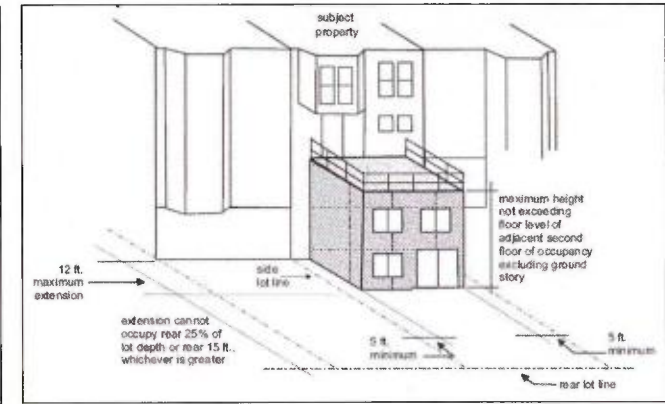 subject
property
maximum height
not exceeding
floor level of
adjacent second
floor of occupancy
excluding ground
story
12 ft.
maximum
extension
side
lot line
extension cannot
occupy rear 25% of
lot depth or rear 15 ft.,
whichever is greater
5 ft.
minimum
5 ft.
minimum
rear lot line